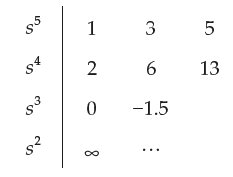 s⁵ 1 3 5
s⁴ 2 6 13
s³ 0 −1.5
s² ∞ ⋯